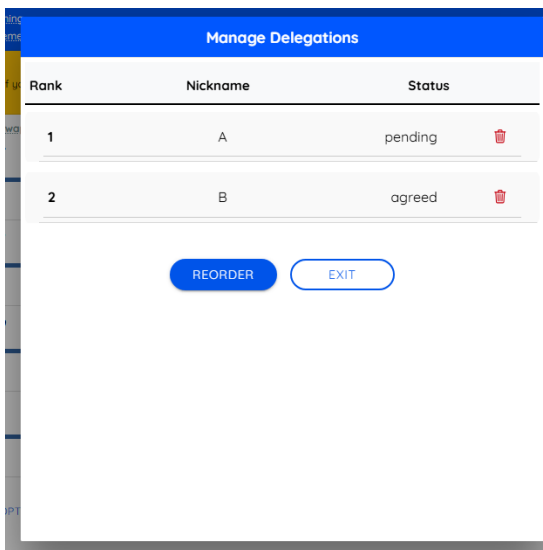 Manage Delegations
Rank Nickname Status
1 A pending
2 B agreed
REORDER EXIT